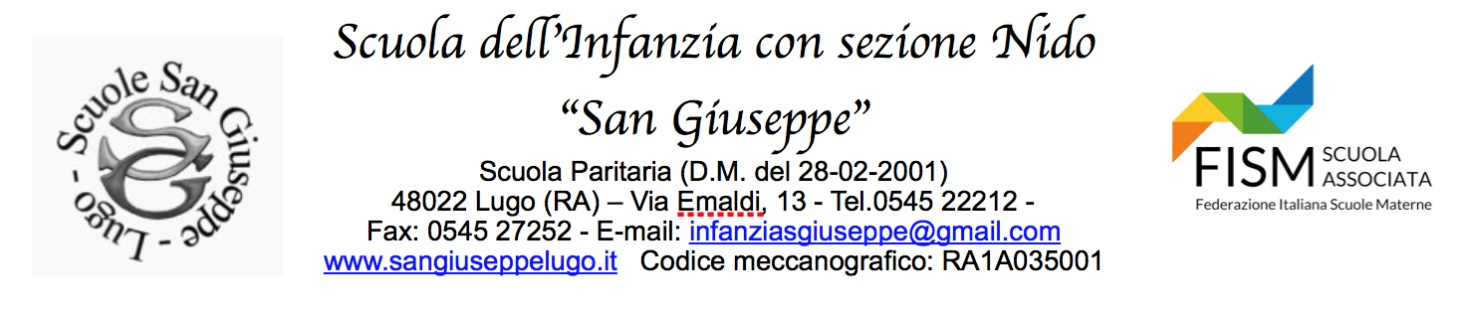 Scuole San Giuseppe - Lugo -
Scuola dell'Infanzia con sezione Nido
“San Giuseppe”
Scuola Paritaria (D.M. del 28-02-2001)
48022 Lugo (RA) – Via Emaldi, 13 - Tel.0545 22212 -
Fax: 0545 27252 - E-mail: infanziasgiuseppe@gmail.com
www.sangiuseppelugo.it Codice meccanografico: RA1A035001
FISM SCUOLA
ASSOCIATA
Federazione Italiana Scuole Materne